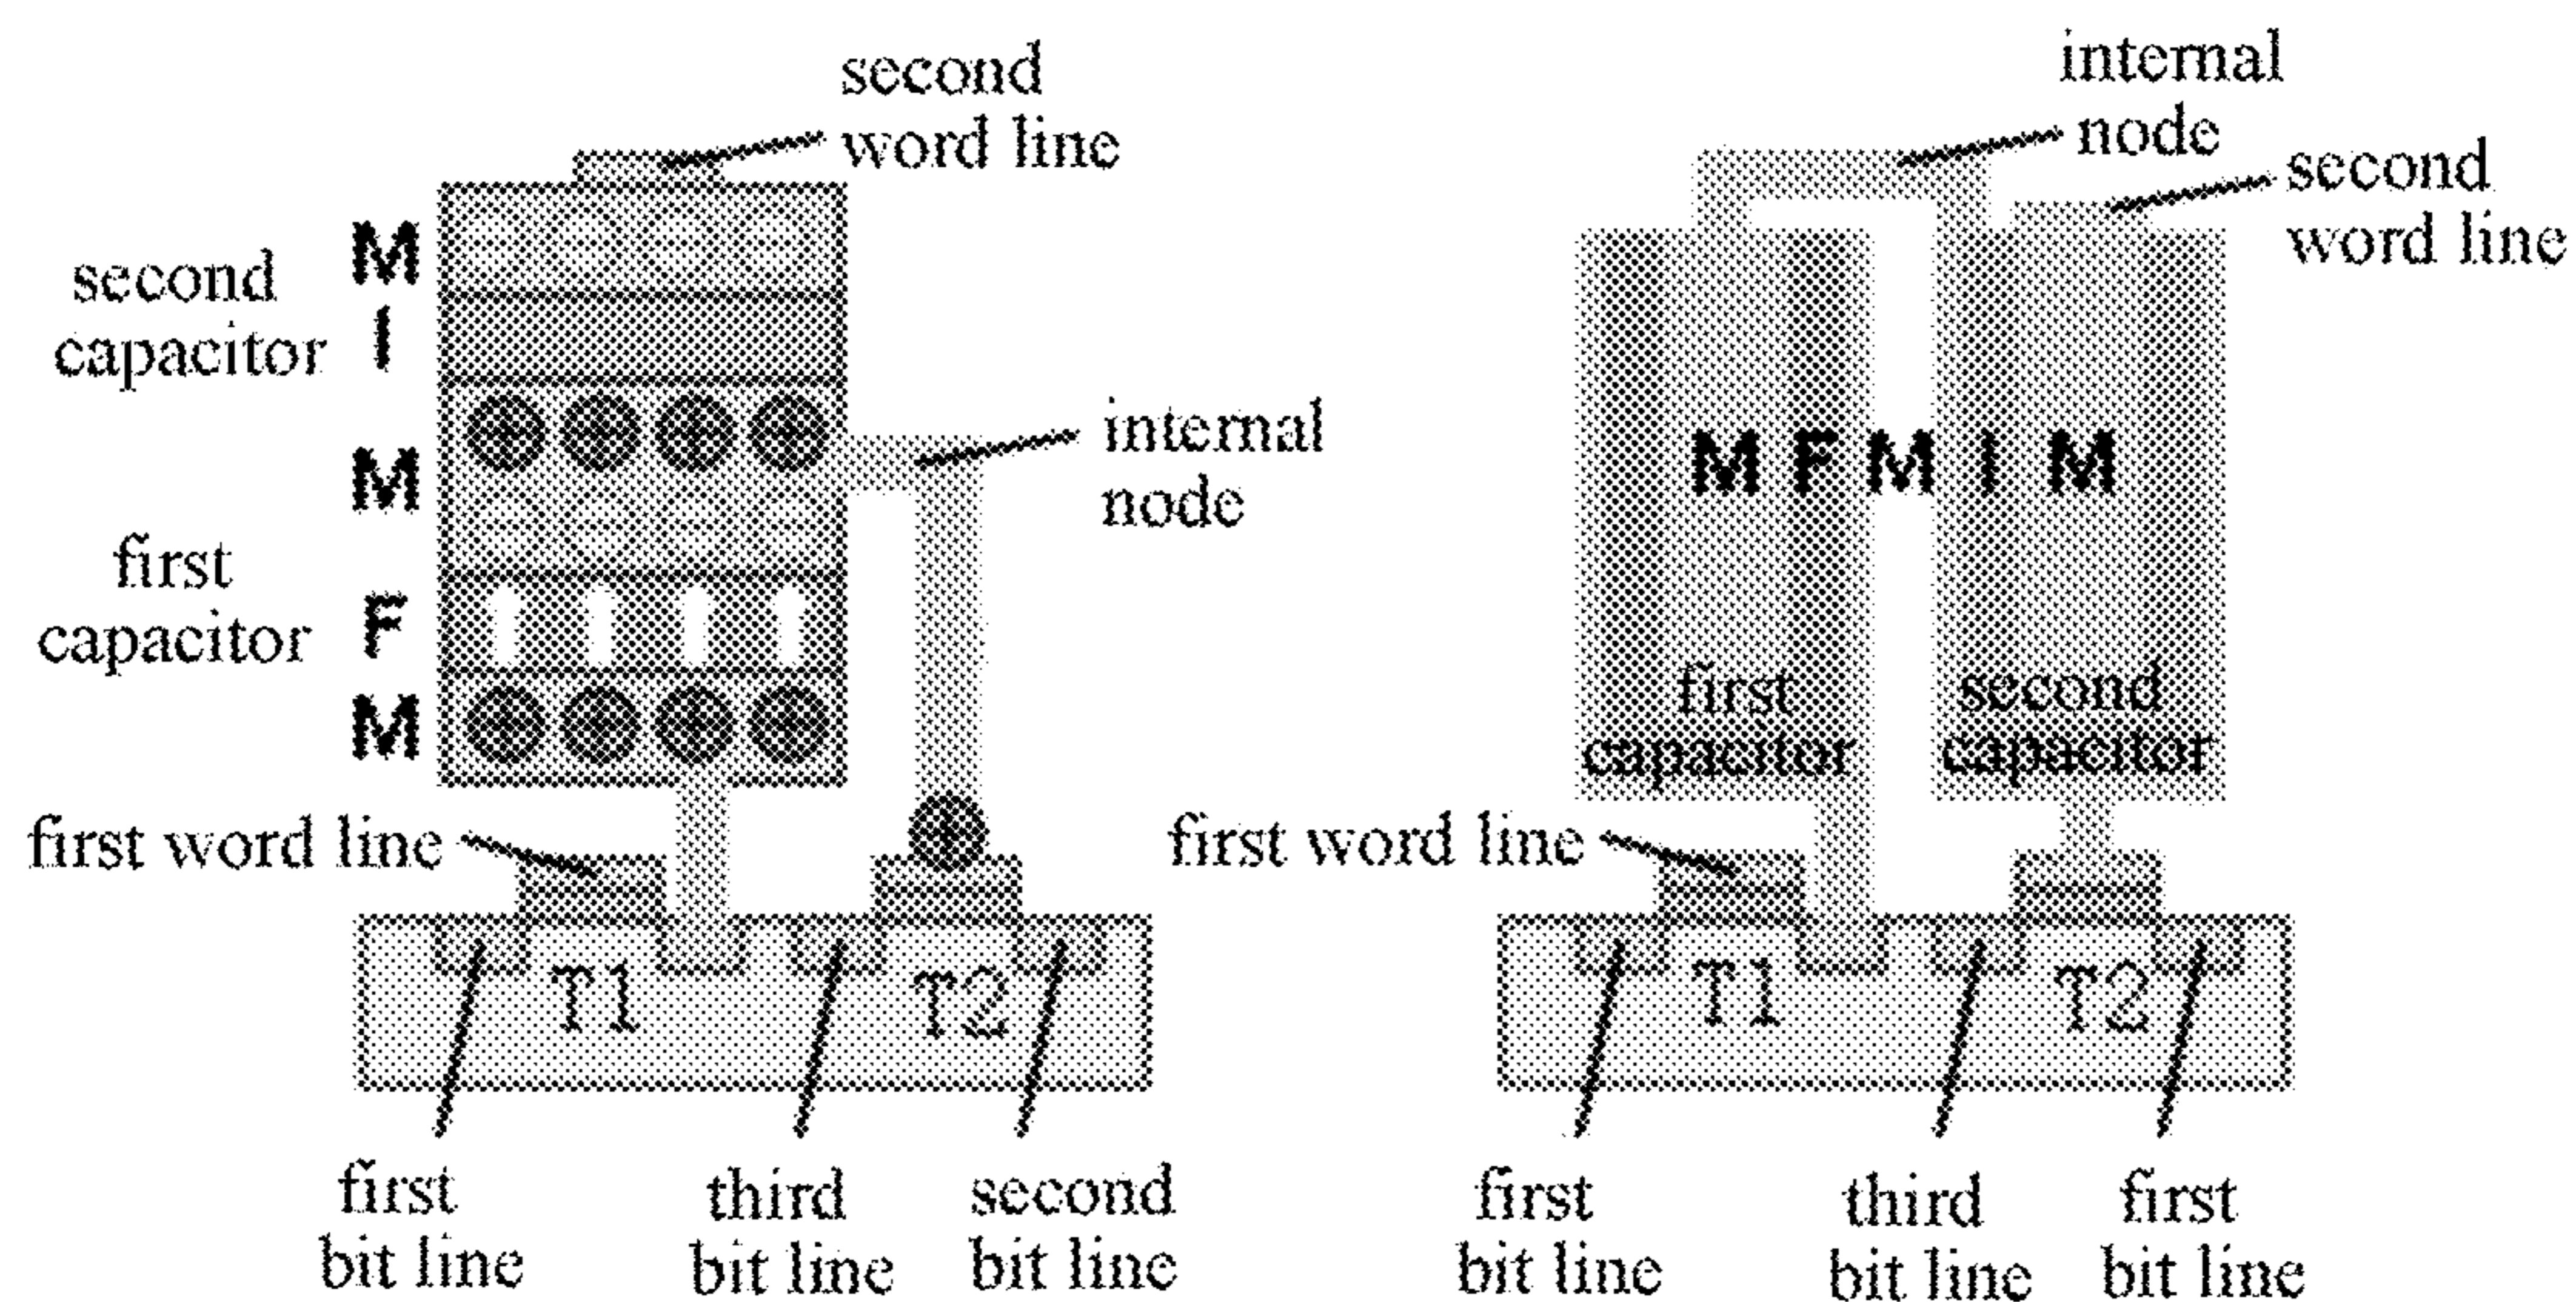 second
word line
second
capacitor
M
I
M
F
M
first
capacitor
internal
node
first word line
T1
T2
first
bit line
third
bit line
second
bit line
internal
node
second
word line
M F M I M
first
capacitor
second
capacitor
first word line
T1
T2
first
bit line
third
bit line
first
bit line